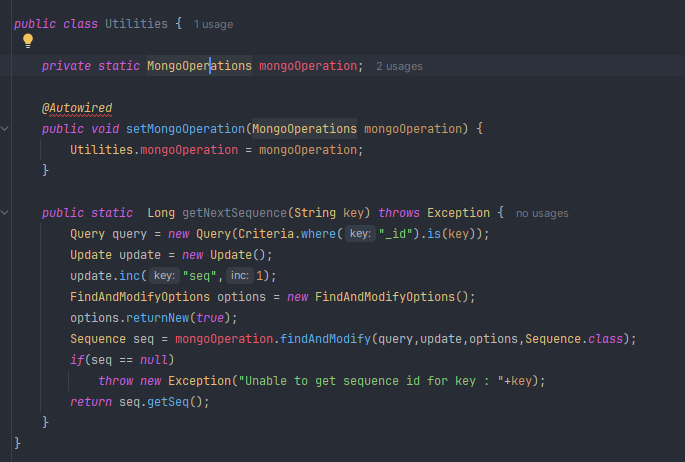 public class Utilities {  1 usage
    private static MongoOperations mongoOperation;  2 usages
    @Autowired
    public void setMongoOperation(MongoOperations mongoOperation) {
        Utilities.mongoOperation = mongoOperation;
    }
    public static  Long getNextSequence(String key) throws Exception {  no usages
        Query query = new Query(Criteria.where( key: "_id").is(key));
        Update update = new Update();
        update.inc( key: "seq", inc: 1);
        FindAndModifyOptions options = new FindAndModifyOptions();
        options.returnNew(true);
        Sequence seq = mongoOperation.findAndModify(query,update,options,Sequence.class);
        if(seq == null)
            throw new Exception("Unable to get sequence id for key : "+key);
        return seq.getSeq();
    }
}